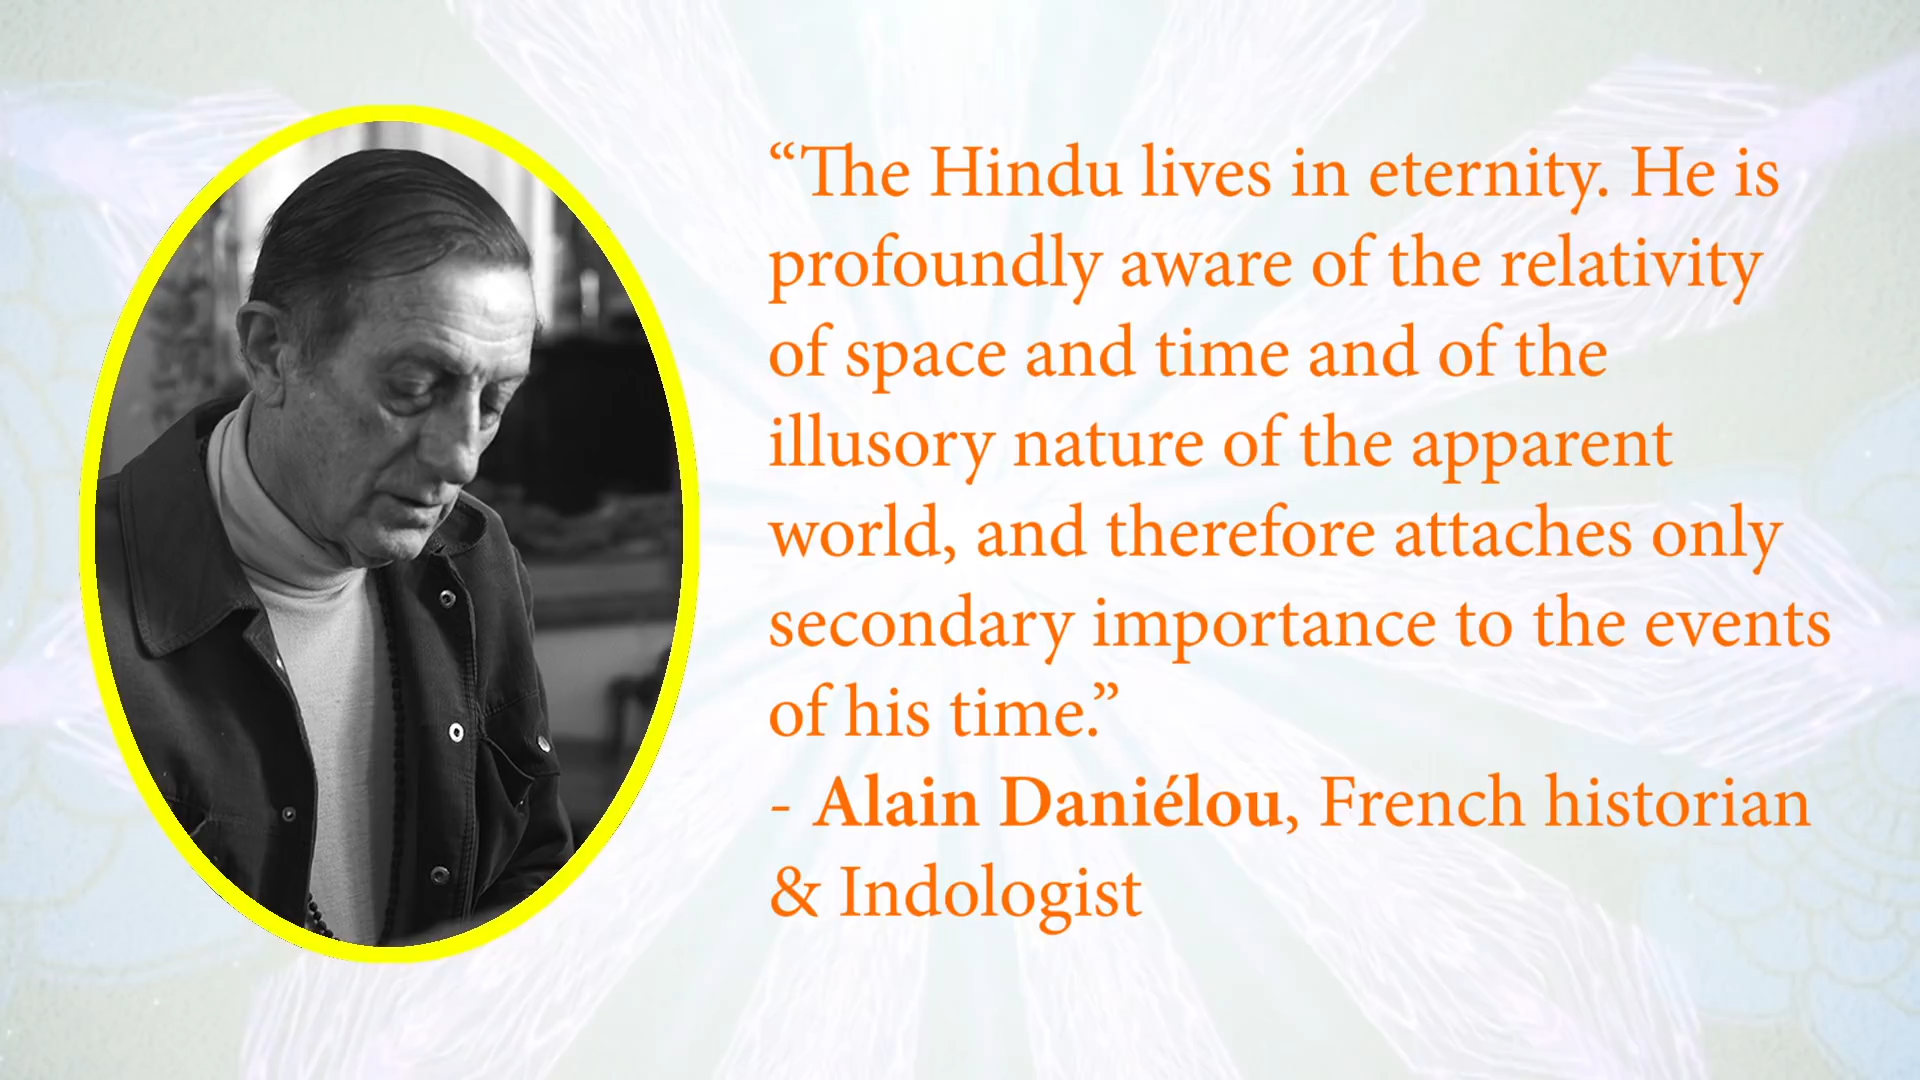 “The Hindu lives in eternity. He is
profoundly aware of the relativity
of space and time and of the
illusory nature of the apparent
world, and therefore attaches only
secondary importance to the events
of his time.”
- Alain Daniélou, French historian
& Indologist